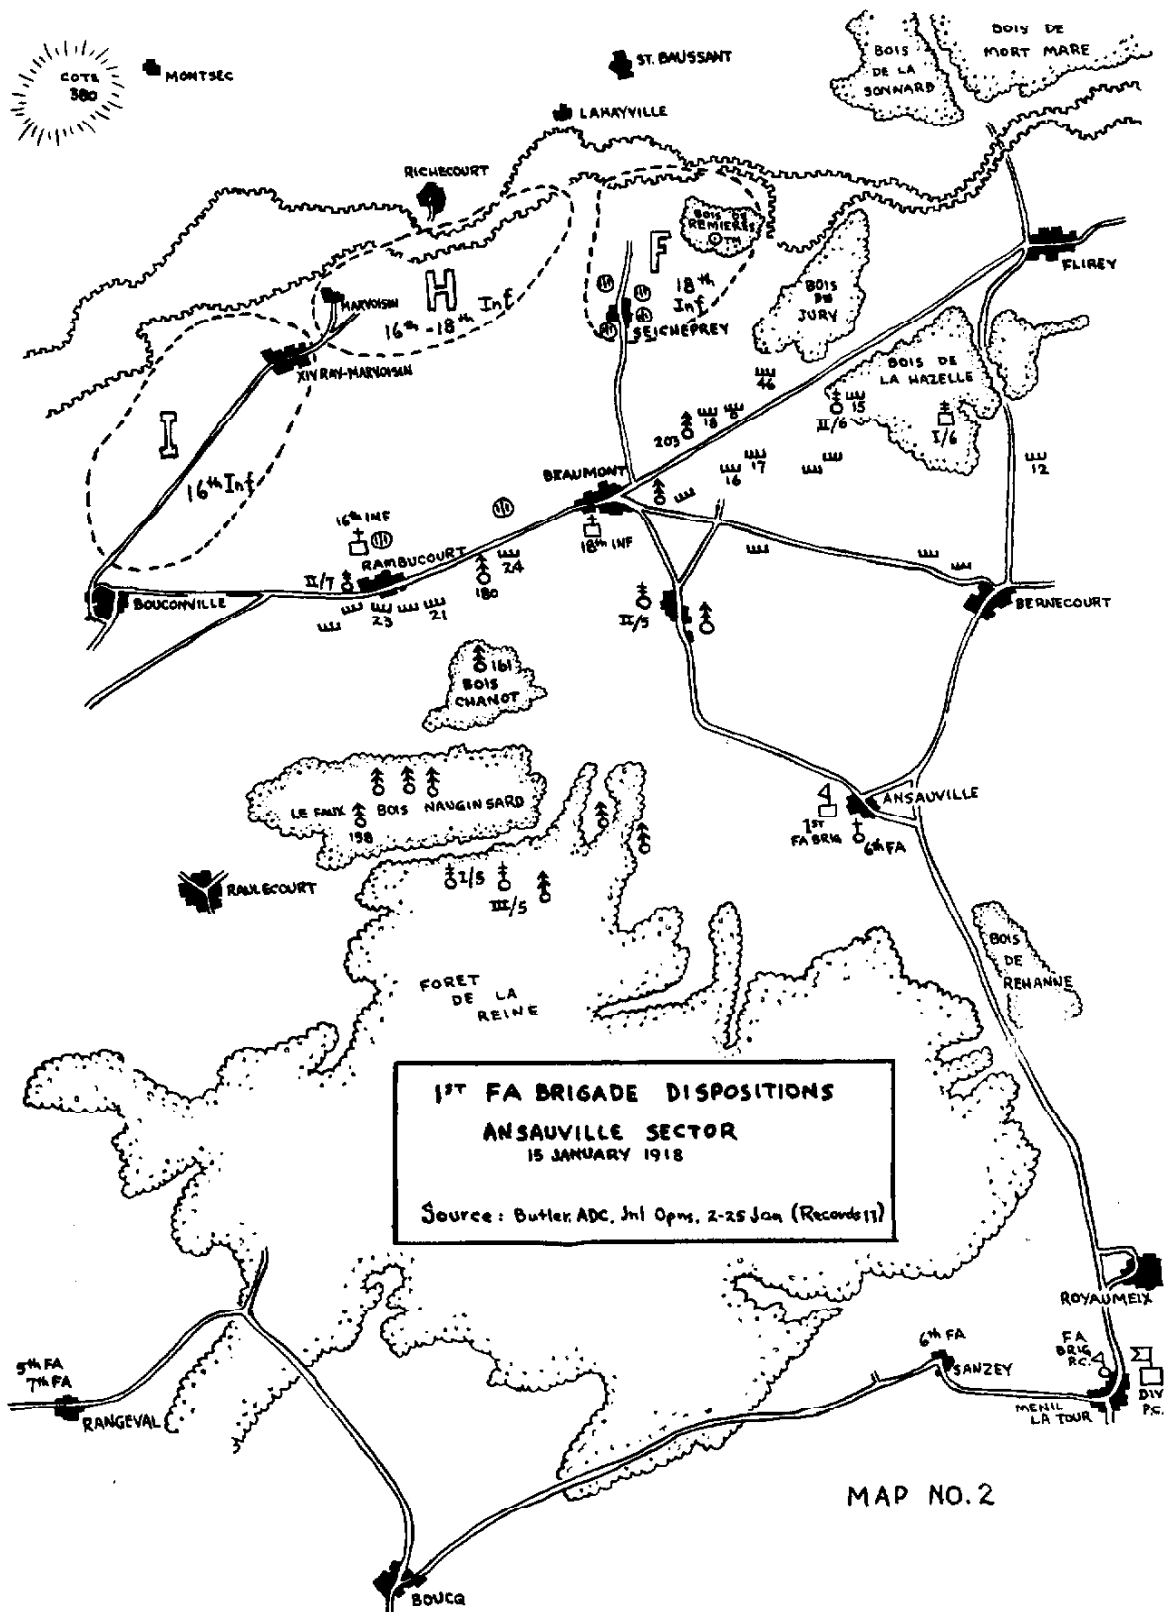 COTE
380
MONTSEC
ST. BAUSSANT
BOIS
DE LA
SONNARD
BOIS DE
MORT MARE
LAHAYVILLE
RICHECOURT
BOIS DE
REMIERES
TM
F
18th
Inf
H
16th-18th Inf
MARVOISIN
SEICHEPREY
BOIS
DU
JURY
FLIREY
XIVRAY-MARVOISIN
BOIS DE
LA HAZELLE
46
I
16th Inf
18
6
203
II/6
15
I/6
17
16
12
BEAUMONT
16th INF
18th INF
RAMBUCOURT
II/7
24
180
BOUCONVILLE
23
21
II/5
BERNECOURT
161
BOIS
CHANOT
LE FAUX BOIS NAUGINSARD
158
ANSAUVILLE
1ST
FA BRIG
6th FA
RAULECOURT
I/5
III/5
BOIS
DE
REHANNE
FORET
DE LA
REINE
1ST FA BRIGADE DISPOSITIONS
ANSAUVILLE SECTOR
15 JANUARY 1918
Source: Butler, ADC, Jnl Opns, 2-25 Jan (Records 17)
ROYAUMEIX
6th FA
SANZEY
FA
BRIG
P.C.
DIV
P.C.
MENIL
LA TOUR
5th FA
7th FA
RANGEVAL
MAP NO. 2
BOUCQ